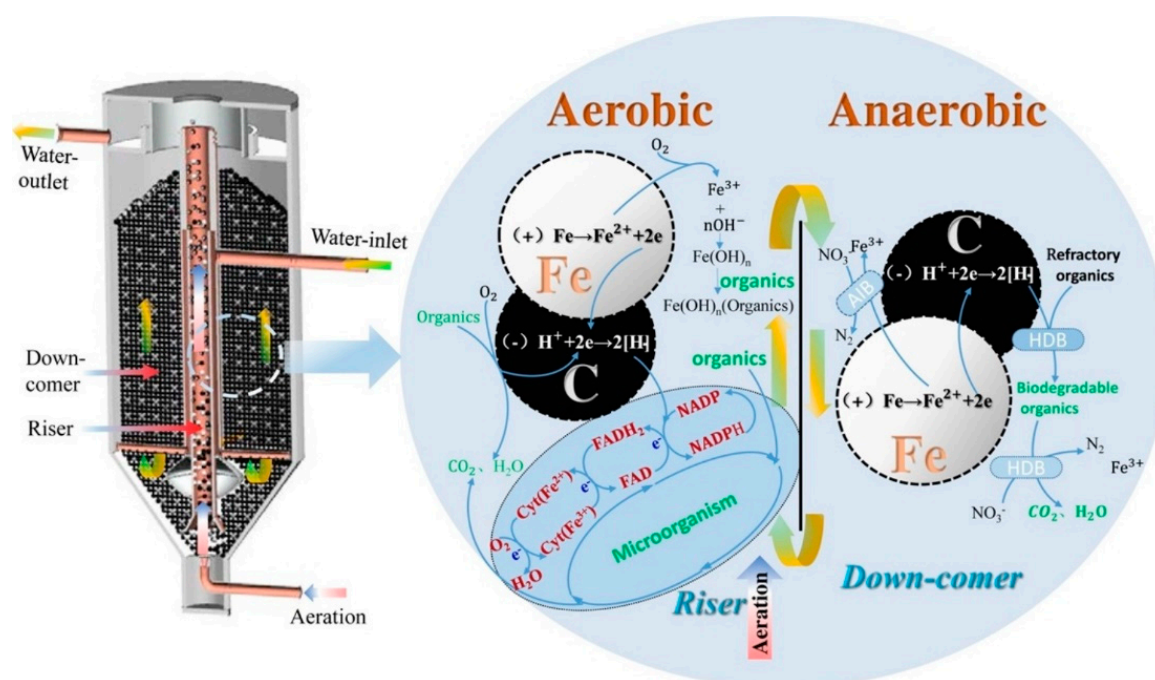 Water-
outlet
Water-inlet
Down-
comer
Riser
Aeration
Aerobic
Anaerobic
O₂
Fe³⁺
+
nOH⁻
Fe(OH)n
Fe(OH)n(Organics)
(+) Fe→Fe²⁺+2e
Fe
O₂
Organics
(-) H⁺+2e→2[H]
C
CO₂、H₂O
organics
organics
NADP
NADPH
FADH₂
e⁻
FAD
Cyt(Fe²⁺)
e⁻
Cyt(Fe³⁺)
O₂
e⁻
H₂O
Microorganism
Riser
Aeration
C
NO₃⁻
Fe³⁺
(-) H⁺+2e→2[H]
Refractory
organics
AIB
N₂
HDB
(+) Fe→Fe²⁺+2e
Fe
Biodegradable
organics
N₂
HDB
Fe³⁺
NO₃⁻
CO₂、H₂O
Down-comer